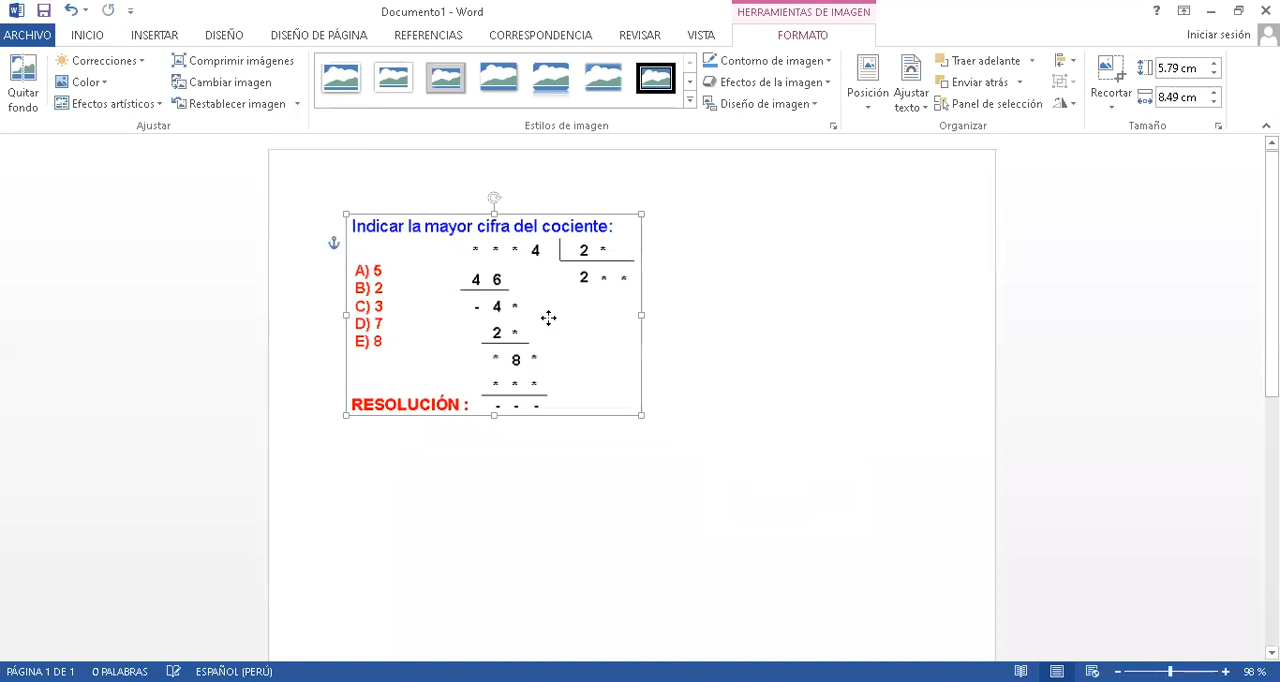 Documento1 - Word
HERRAMIENTAS DE IMAGEN
?
ARCHIVO INICIO INSERTAR DISEÑO DISEÑO DE PÁGINA REFERENCIAS CORRESPONDENCIA REVISAR VISTA FORMATO Iniciar sesión
Quitar fondo
Correcciones
Color
Efectos artísticos
Comprimir imágenes
Cambiar imagen
Restablecer imagen
Ajustar
Estilos de imagen
Contorno de imagen
Efectos de la imagen
Diseño de imagen
Posición
Ajustar texto
Traer adelante
Enviar atrás
Panel de selección
Organizar
Recortar
5.79 cm
8.49 cm
Tamaño
Indicar la mayor cifra del cociente:
* * * 4 2 *
A) 5
4 6 2 * *
B) 2
C) 3 - 4 *
D) 7 2 *
E) 8
* 8 *
* * *
RESOLUCIÓN : - - -
PÁGINA 1 DE 1 0 PALABRAS ESPAÑOL (PERÚ) - + 98 %